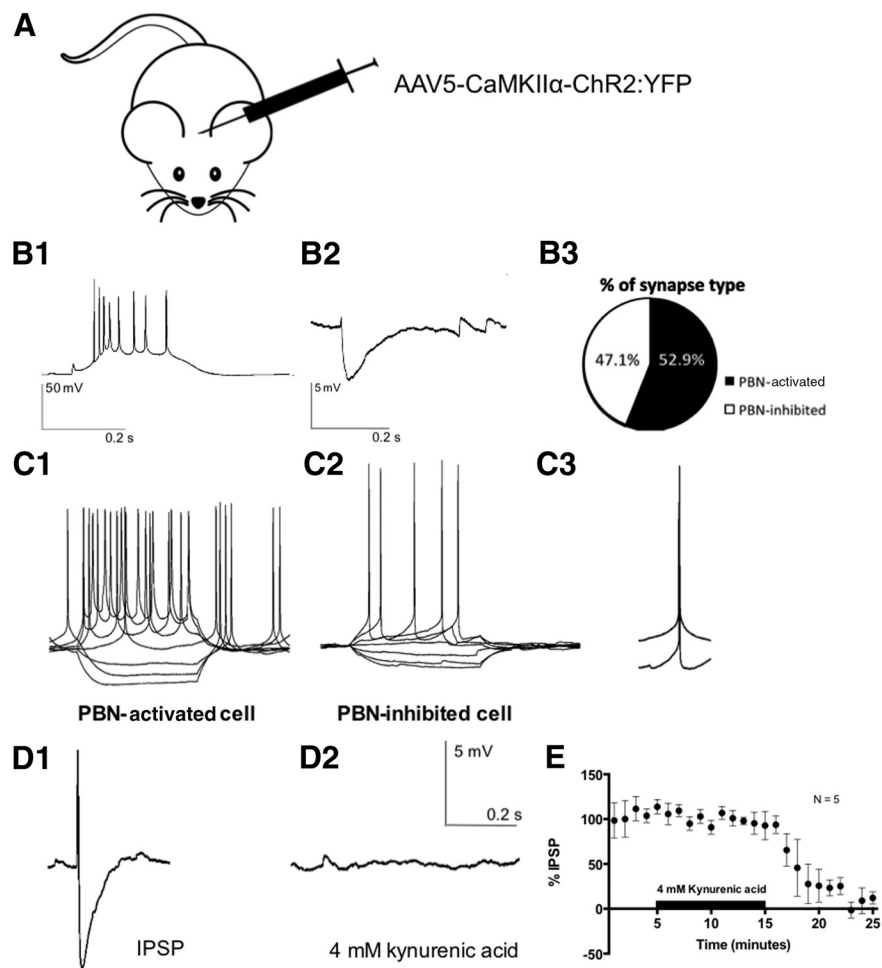 A
AAV5-CaMKIIα-ChR2:YFP
B1
50 mV
0.2 s
B2
5 mV
0.2 s
B3
% of synapse type
47.1%
52.9%
PBN-activated
PBN-inhibited
C1
PBN-activated cell
C2
PBN-inhibited cell
C3
D1
IPSP
D2
5 mV
0.2 s
4 mM kynurenic acid
E
150
100
50
0
-50
% IPSP
N = 5
4 mM Kynurenic acid
5
10
15
20
25
Time (minutes)